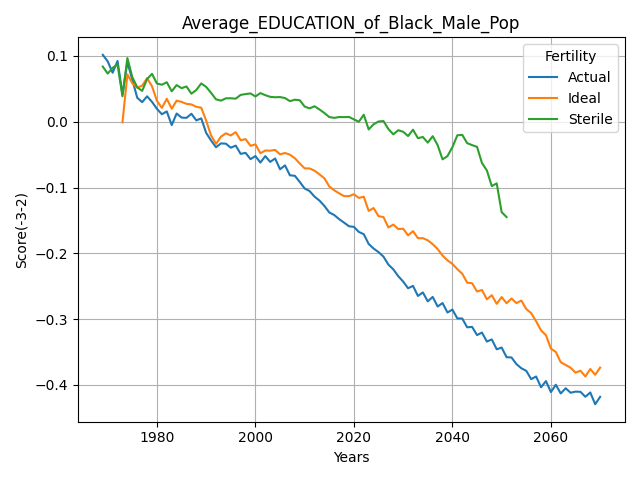 Average_EDUCATION_of_Black_Male_Pop
Fertility
Actual
Ideal
Sterile
Score(-3-2)
0.1
0.0
−0.1
−0.2
−0.3
−0.4
1980
2000
2020
2040
2060
Years